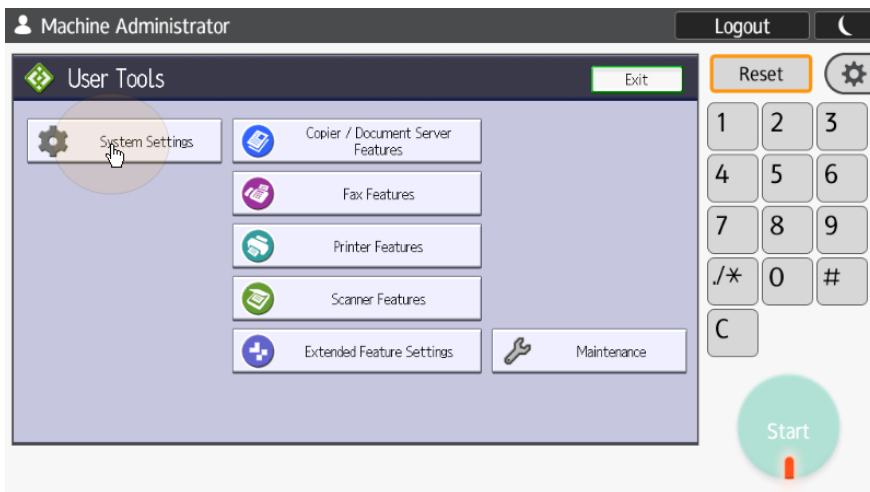 Machine Administrator
Logout
User Tools
Exit
Reset
System Settings
Copier / Document Server
Features
Fax Features
Printer Features
Scanner Features
Extended Feature Settings
Maintenance
1 2 3
4 5 6
7 8 9
./* 0 #
C
Start